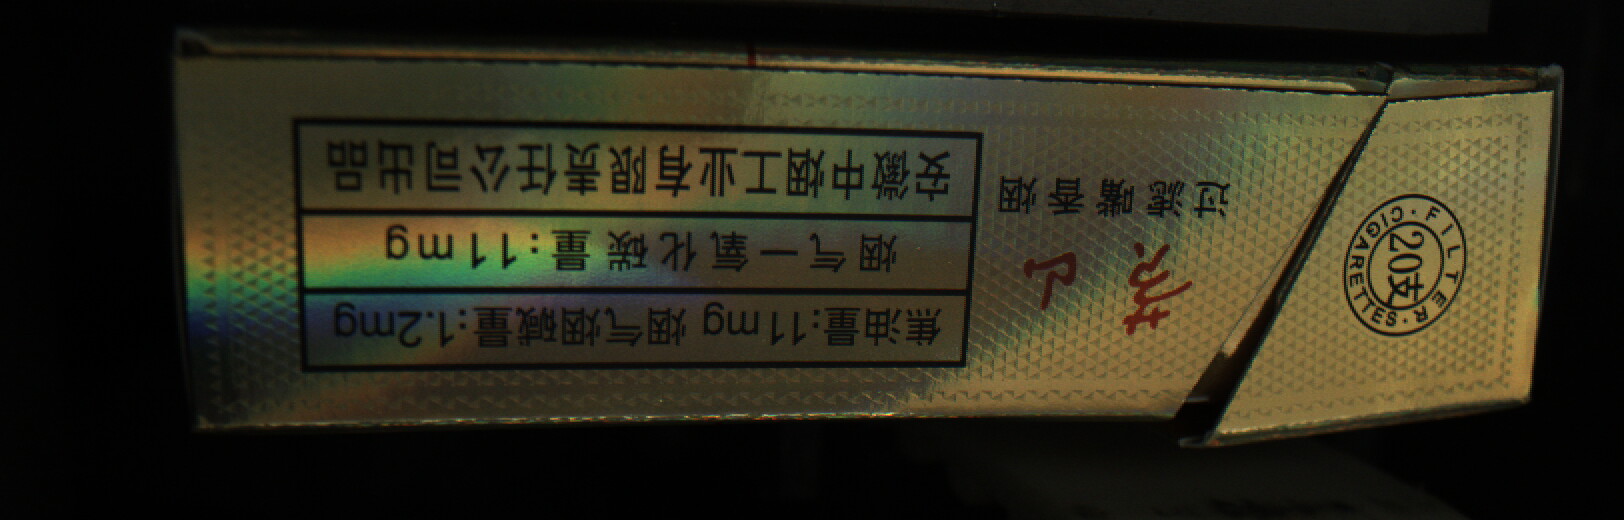 FILTER · CIGARETTES ·
20支
黄山
过滤嘴香烟
焦油量:11mg 烟气烟碱量:1.2mg
烟气一氧化碳量:11mg
安徽中烟工业有限责任公司出品